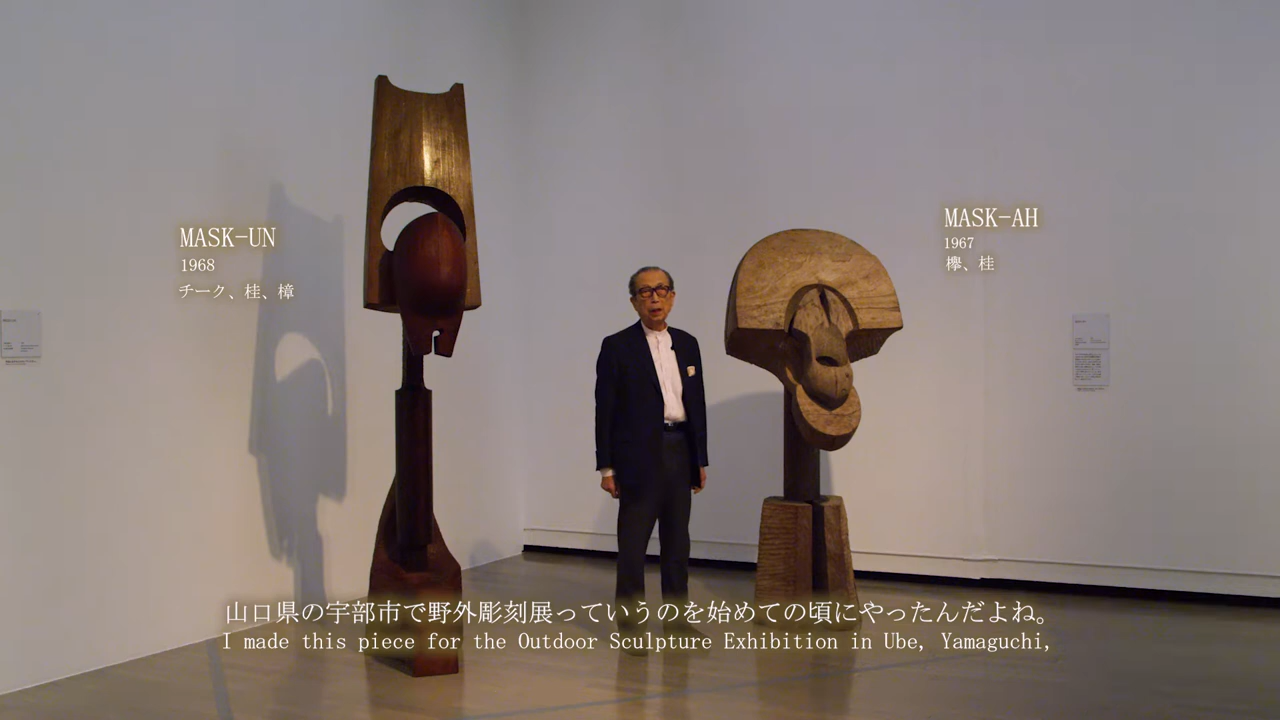 MASK-UN
1968
チーク、桂、樟
MASK-AH
1967
欅、桂
山口県の宇部市で野外彫刻展っていうのを始めての頃にやったんだよね。
I made this piece for the Outdoor Sculpture Exhibition in Ube, Yamaguchi,